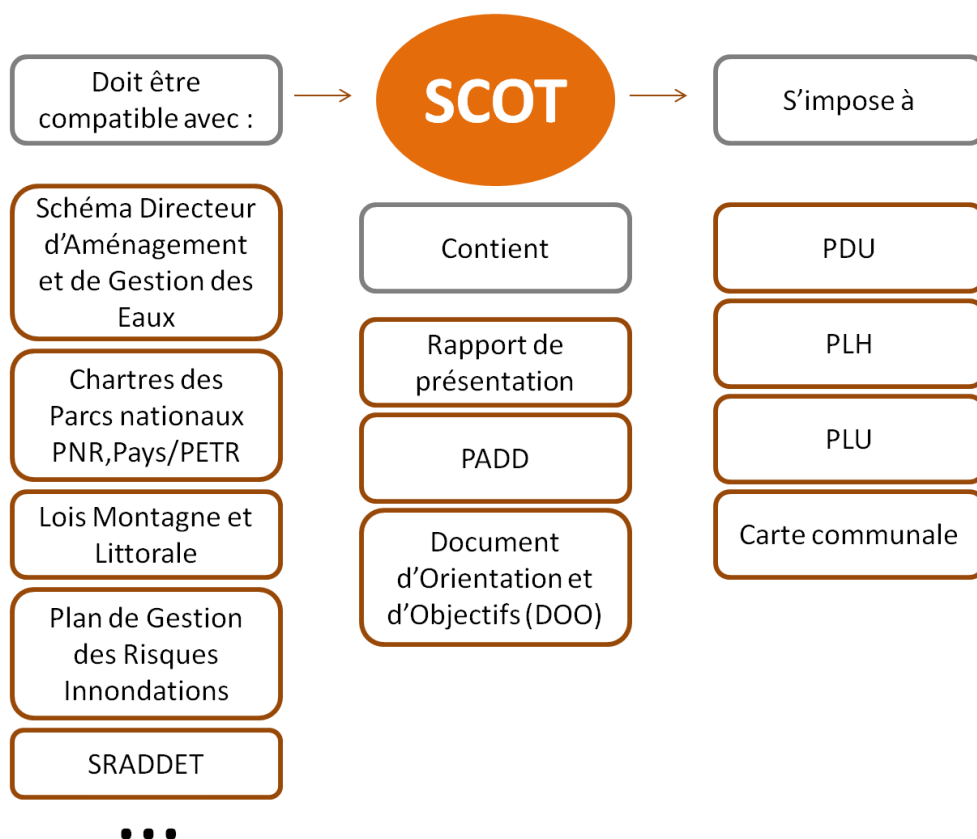 Doit être
compatible avec :
Schéma Directeur
d'Aménagement
et de Gestion des
Eaux
Chartres des
Parcs nationaux
PNR,Pays/PETR
Lois Montagne et
Littorale
Plan de Gestion
des Risques
Innondations
SRADDET
...
SCOT
Contient
Rapport de
présentation
PADD
Document
d'Orientation et
d'Objectifs (DOO)
S'impose à
PDU
PLH
PLU
Carte communale